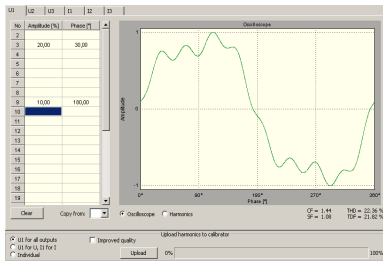 U1 U2 U3 I1 I2 I3
No Amplitude [%] Phase [°]
2
3 20,00 30,00
4
5
6
7
8
9 10,00 180,00
10
11
12
13
14
15
16
17
18
19
Clear Copy from:
Oscilloscope
Amplitude
1
0
-1
0° 90° 180° 270° 360°
Phase [°]
Oscilloscope Harmonics
CF = 1.44 THD = 22.36 %
SF = 1.08 TDF = 21.82 %
Upload harmonics to calibrator
U1 for all outputs
U1 for U, I1 for I
Individual
Improved quality
Upload 0% 100%